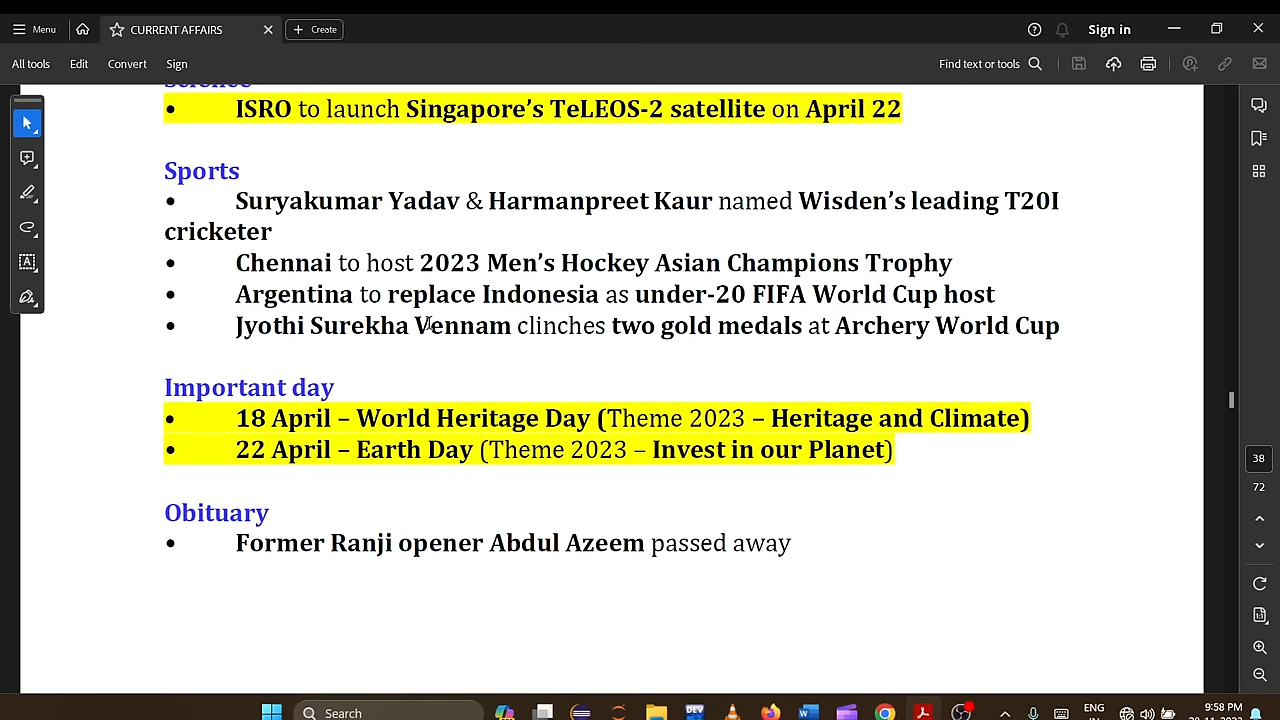 Menu
CURRENT AFFAIRS
Create
Sign in
All tools
Edit
Convert
Sign
Find text or tools
Science
• ISRO to launch Singapore’s TeLEOS-2 satellite on April 22
Sports
• Suryakumar Yadav & Harmanpreet Kaur named Wisden’s leading T20I
cricketer
• Chennai to host 2023 Men’s Hockey Asian Champions Trophy
• Argentina to replace Indonesia as under-20 FIFA World Cup host
• Jyothi Surekha Vennam clinches two gold medals at Archery World Cup
Important day
• 18 April – World Heritage Day (Theme 2023 – Heritage and Climate)
• 22 April – Earth Day (Theme 2023 – Invest in our Planet)
Obituary
• Former Ranji opener Abdul Azeem passed away
38
72
Search
DEV
ENG
9:58 PM